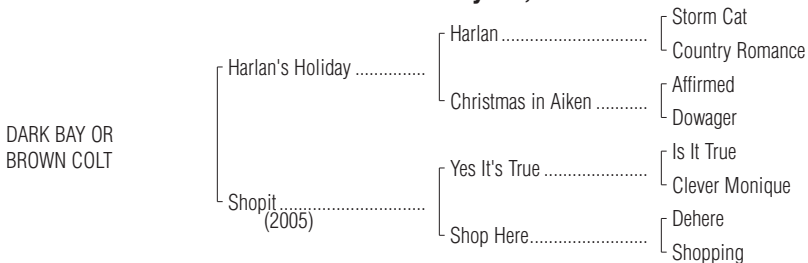 Storm Cat
Harlan ...............................
Country Romance
Harlan's Holiday ...............
Affirmed
Christmas in Aiken ...........
Dowager
DARK BAY OR
BROWN COLT
Is It True
Yes It's True ......................
Clever Monique
Shopit ...............................
(2005)
Dehere
Shop Here .........................
Shopping